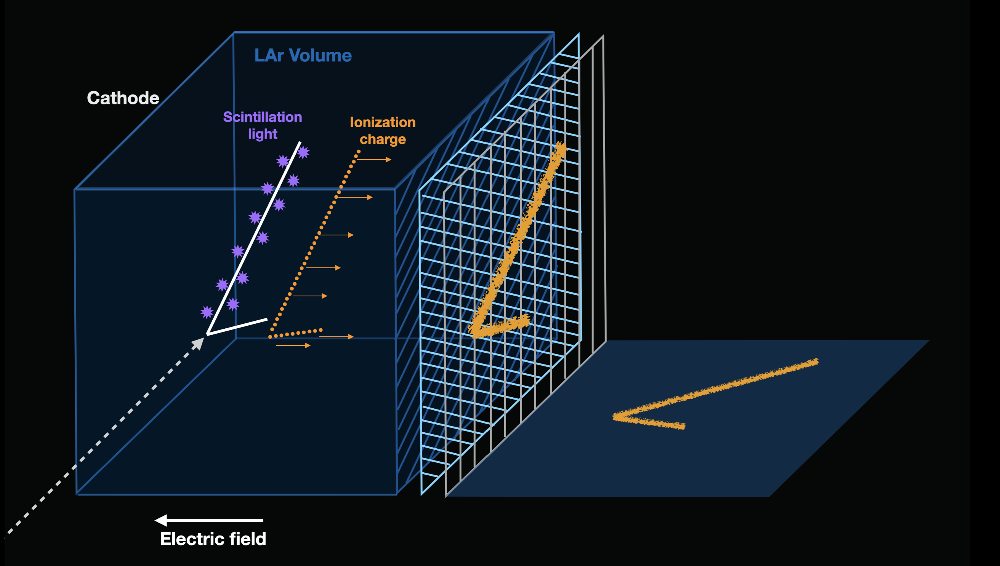 LAr Volume
Cathode
Scintillation
light
Ionization
charge
Electric field